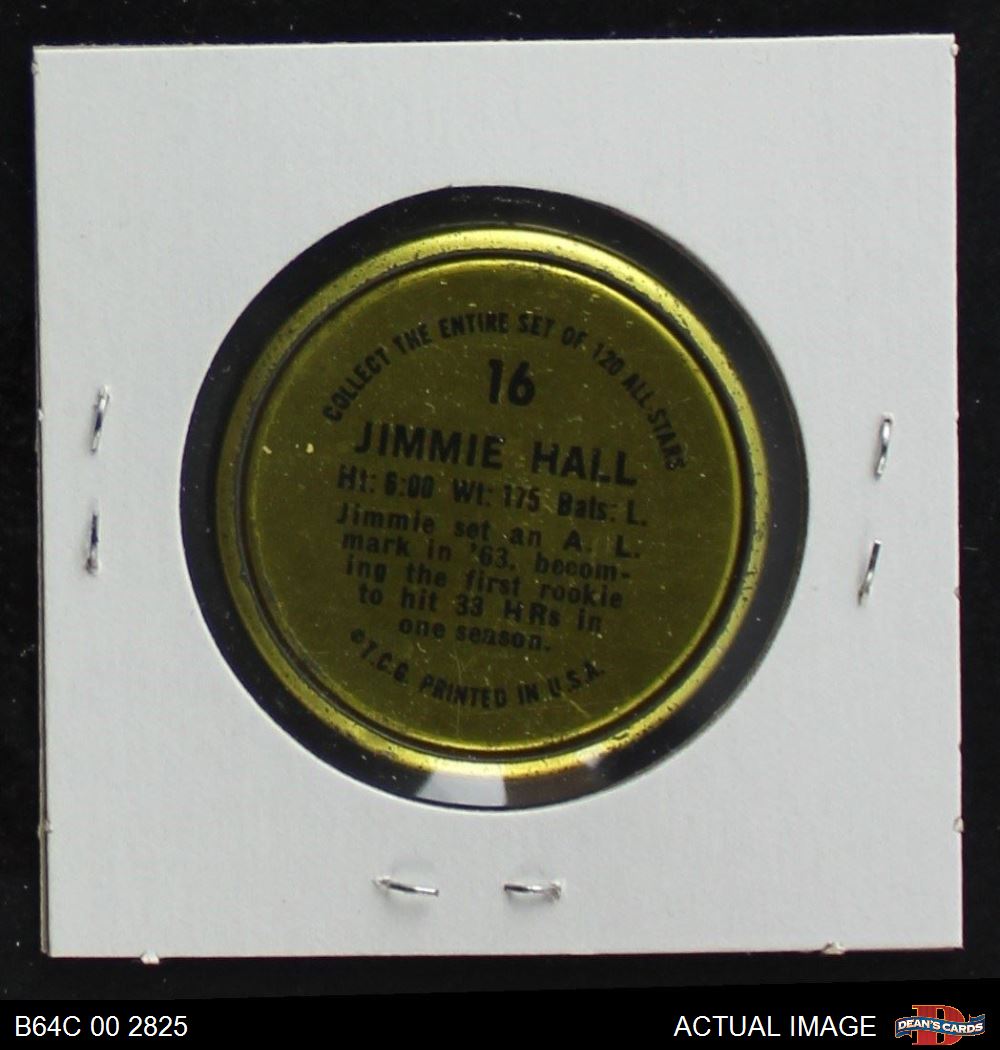 COLLECT THE ENTIRE SET OF 120 ALL-STARS
16
JIMMIE HALL
Ht: 6:00 Wt: 175 Bats: L.
Jimmie set an A. L.
mark in '63, becom-
ing the first rookie
to hit 33 HRs in
one season.
©T.C.G. PRINTED IN U.S.A.
B64C 00 2825
ACTUAL IMAGE
D
DEAN'S CARDS